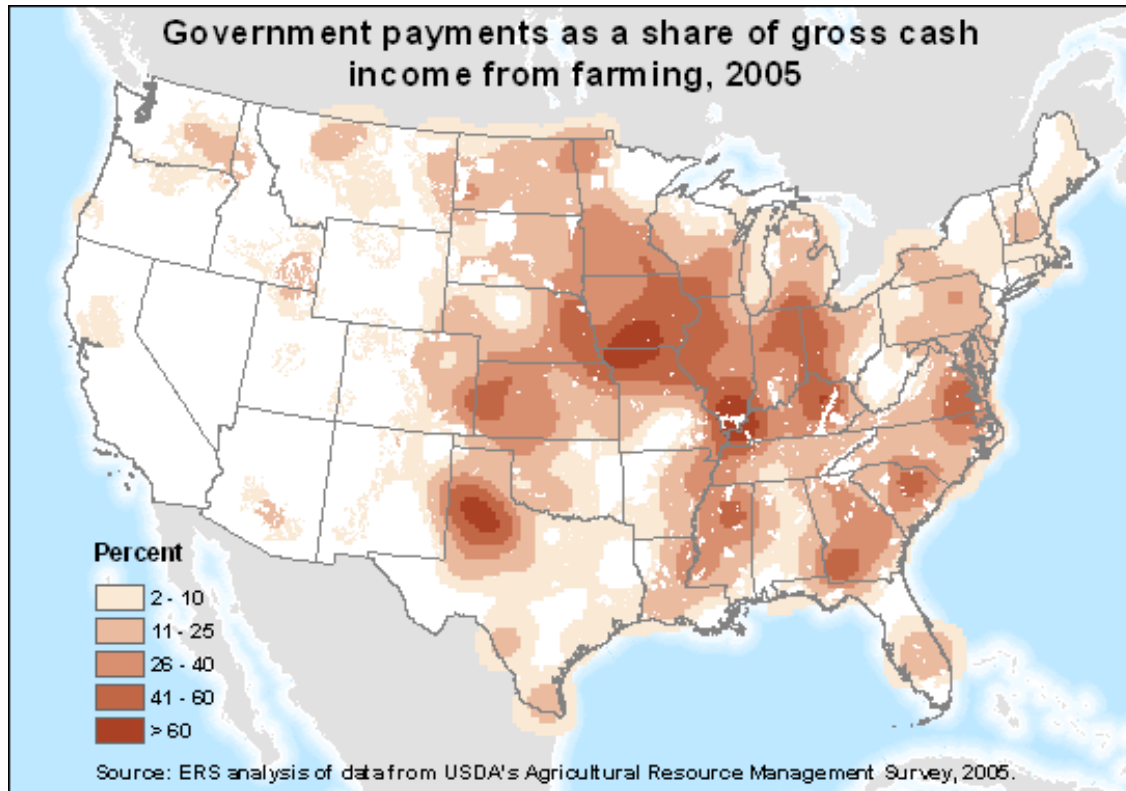 Government payments as a share of gross cash
income from farming, 2005
Percent
2 - 10
11 - 25
26 - 40
41 - 60
> 60
Source: ERS analysis of data from USDA's Agricultural Resource Management Survey, 2005.